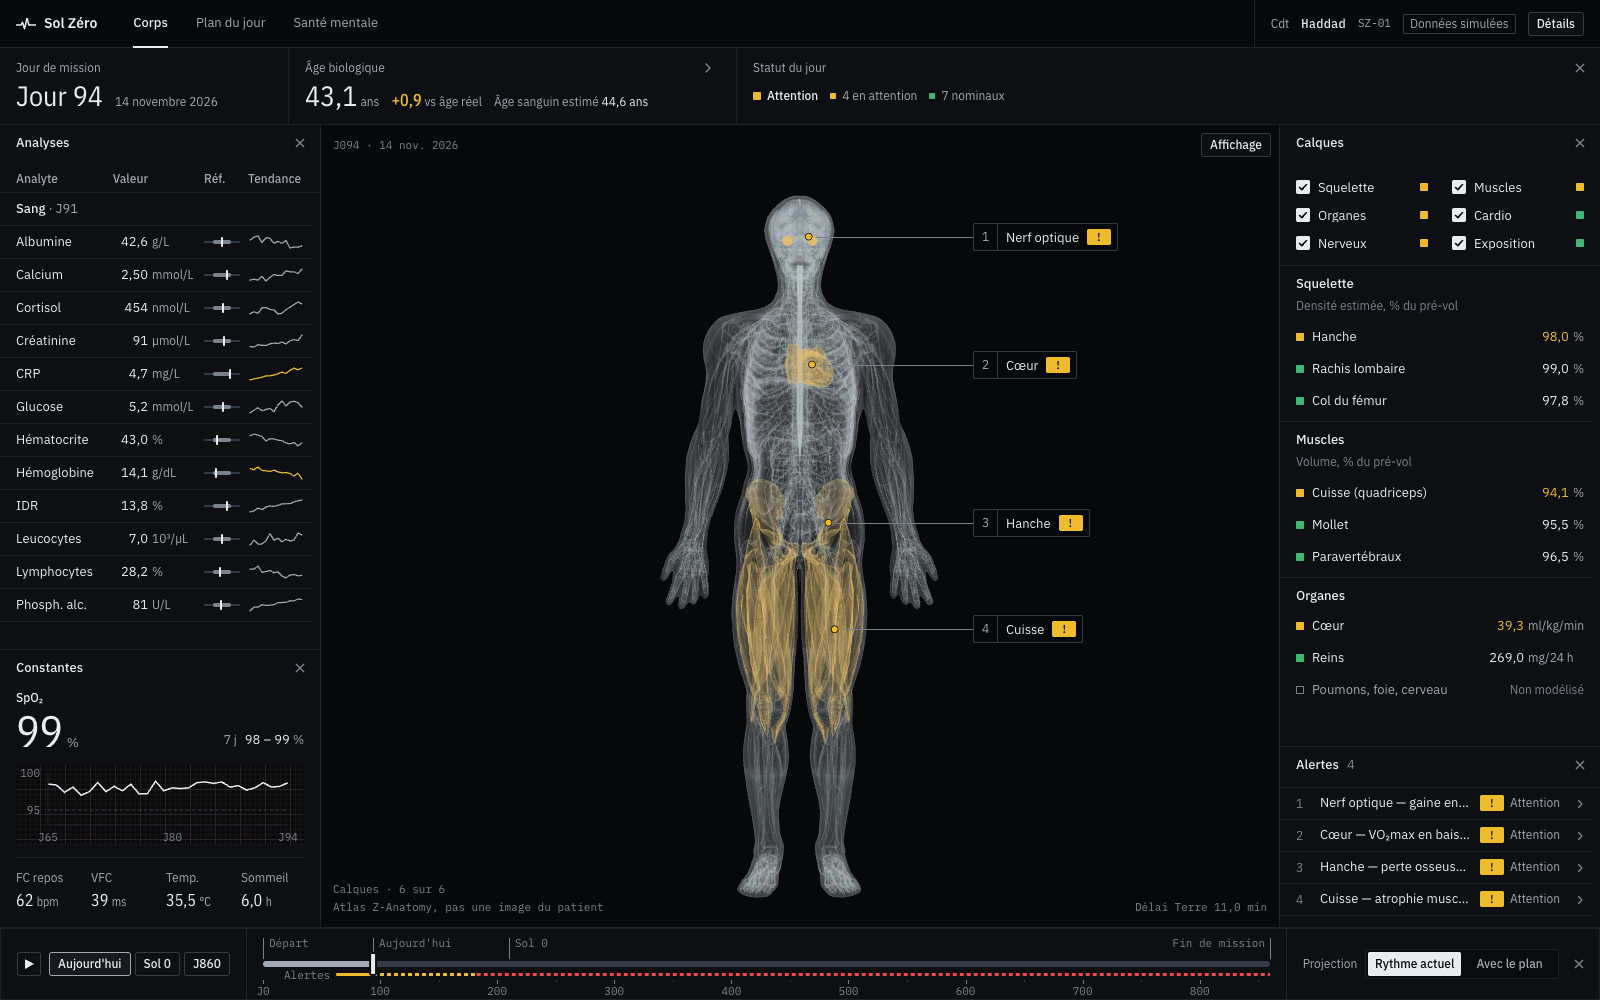 Sol Zéro
Corps
Plan du jour
Santé mentale
Cdt Haddad SZ-01
Données simulées
Détails
Jour de mission
Jour 94 14 novembre 2026
Âge biologique
43,1 ans +0,9 vs âge réel Âge sanguin estimé 44,6 ans
Statut du jour
Attention 4 en attention 7 nominaux
Analyses
Analyte Valeur Réf. Tendance
Sang · J91
Albumine 42,6 g/L
Calcium 2,50 mmol/L
Cortisol 454 nmol/L
Créatinine 91 µmol/L
CRP 4,7 mg/L
Glucose 5,2 mmol/L
Hématocrite 43,0 %
Hémoglobine 14,1 g/dL
IDR 13,8 %
Leucocytes 7,0 10³/µL
Lymphocytes 28,2 %
Phosph. alc. 81 U/L
Constantes
SpO₂
99 % 7 j 98 – 99 %
100
95
J65 J80 J94
FC repos VFC Temp. Sommeil
62 bpm 39 ms 35,5 °C 6,0 h
J094 · 14 nov. 2026
Affichage
1 Nerf optique !
2 Cœur !
3 Hanche !
4 Cuisse !
Calques · 6 sur 6
Atlas Z-Anatomy, pas une image du patient
Délai Terre 11,0 min
Calques
Squelette Muscles
Organes Cardio
Nerveux Exposition
Squelette
Densité estimée, % du pré-vol
Hanche 98,0 %
Rachis lombaire 99,0 %
Col du fémur 97,8 %
Muscles
Volume, % du pré-vol
Cuisse (quadriceps) 94,1 %
Mollet 95,5 %
Paravertébraux 96,5 %
Organes
Cœur 39,3 ml/kg/min
Reins 269,0 mg/24 h
Poumons, foie, cerveau Non modélisé
Alertes 4
1 Nerf optique — gaine en... ! Attention
2 Cœur — VO₂max en bais... ! Attention
3 Hanche — perte osseus... ! Attention
4 Cuisse — atrophie musc... ! Attention
Aujourd'hui Sol 0 J860
Départ Aujourd'hui Sol 0 Fin de mission
Alertes
J0 100 200 300 400 500 600 700 800
Projection Rythme actuel Avec le plan